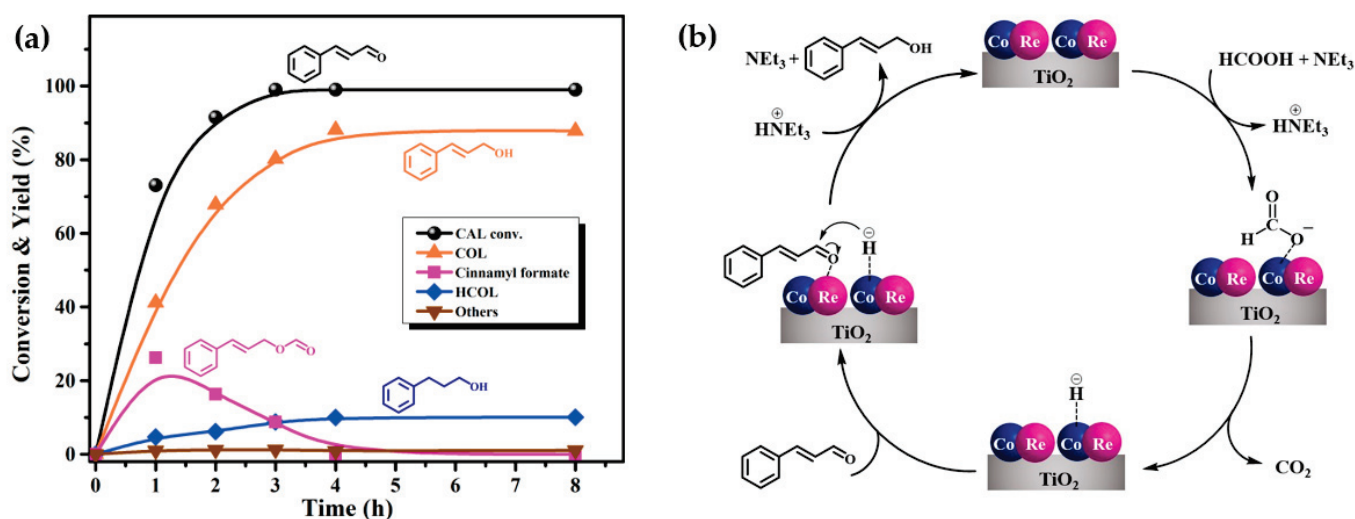 (a)
Conversion & Yield (%)
100
80
60
40
20
0
O
OH
CAL conv.
COL
Cinnamyl formate
HCOL
Others
O
O
OH
0 1 2 3 4 5 6 7 8
Time (h)
(b)
NEt₃ +
OH
Co Re Co Re
TiO₂
HCOOH + NEt₃
⊕
HNEt₃
⊕
HNEt₃
O
H C O⁻
Co Re Co Re
TiO₂
⊖
H
O
Co Re Co Re
TiO₂
⊖
H
Co Re Co Re
TiO₂
O
CO₂